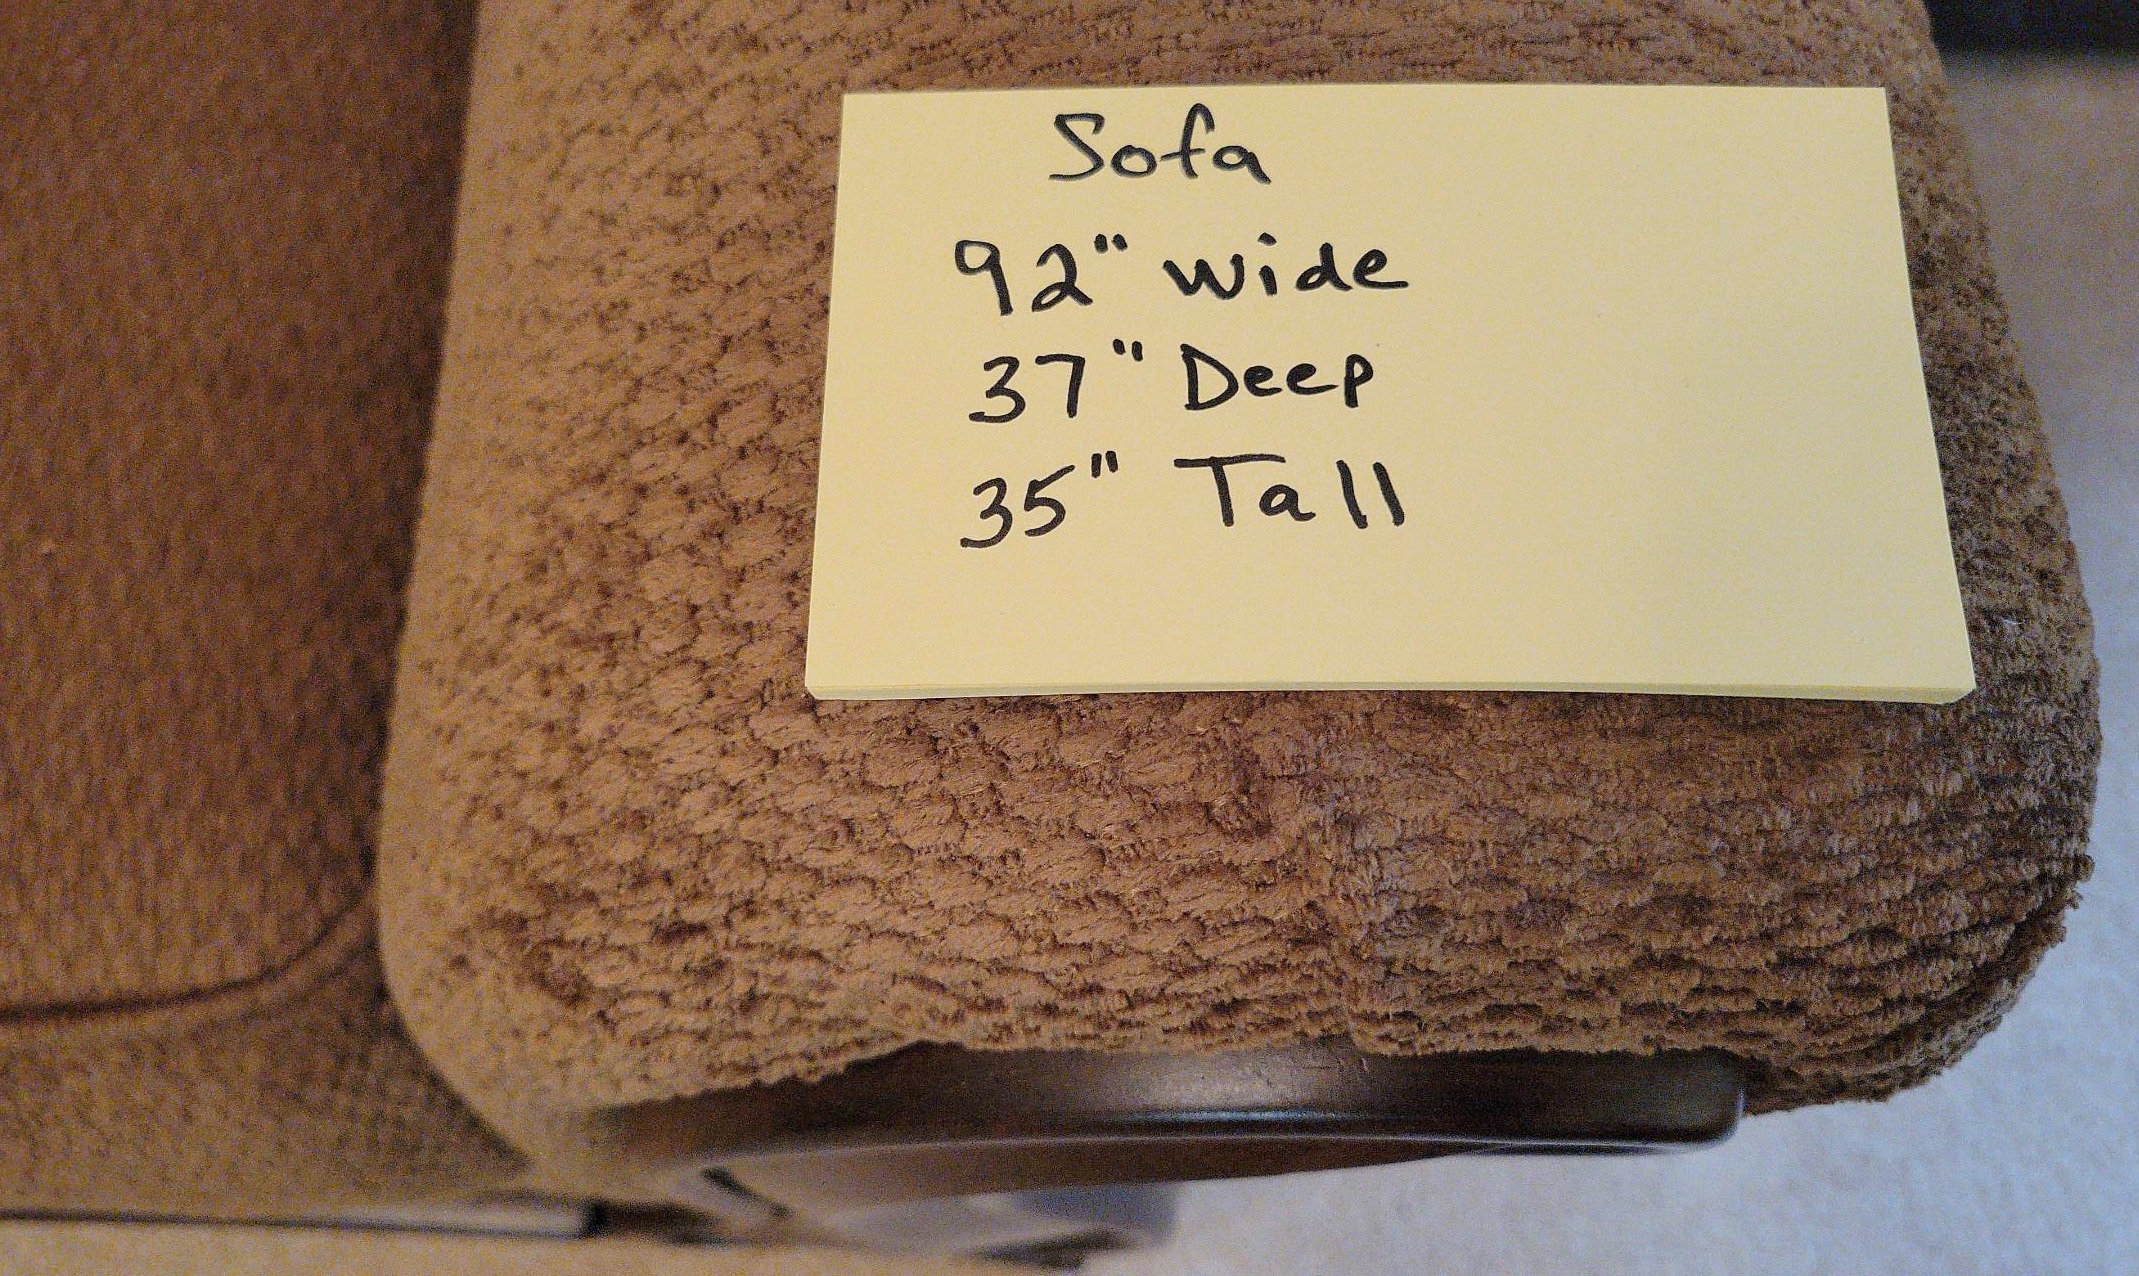 Sofa
92" wide
37" Deep
35" Tall